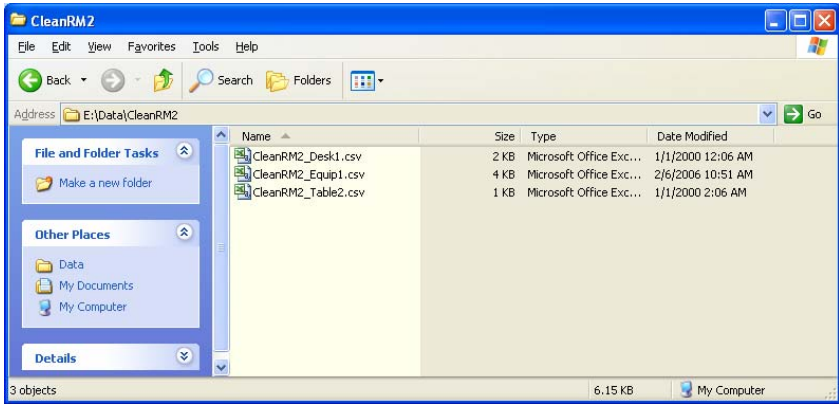 CleanRM2
File Edit View Favorites Tools Help
Back Search Folders
Address E:\Data\CleanRM2 Go
File and Folder Tasks
Make a new folder
Other Places
Data
My Documents
My Computer
Details
Name Size Type Date Modified
CleanRM2_Desk1.csv 2 KB Microsoft Office Exc... 1/1/2000 12:06 AM
CleanRM2_Equip1.csv 4 KB Microsoft Office Exc... 2/6/2006 10:51 AM
CleanRM2_Table2.csv 1 KB Microsoft Office Exc... 1/1/2000 2:06 AM
3 objects 6.15 KB My Computer